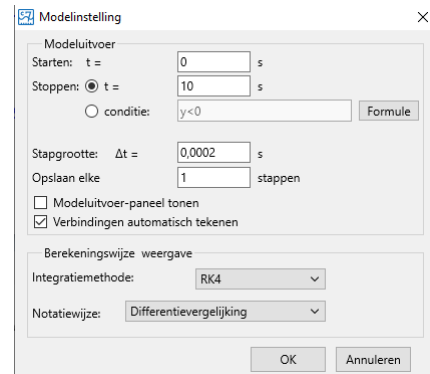 Modelinstelling
Modeluitvoer
Starten: t = 0 s
Stoppen: t = 10 s
conditie: y<0 Formule
Stapgrootte: Δt = 0,0002 s
Opslaan elke 1 stappen
Modeluitvoer-paneel tonen
Verbindingen automatisch tekenen
Berekeningswijze weergave
Integratiemethode: RK4
Notatiewijze: Differentievergelijking
OK Annuleren